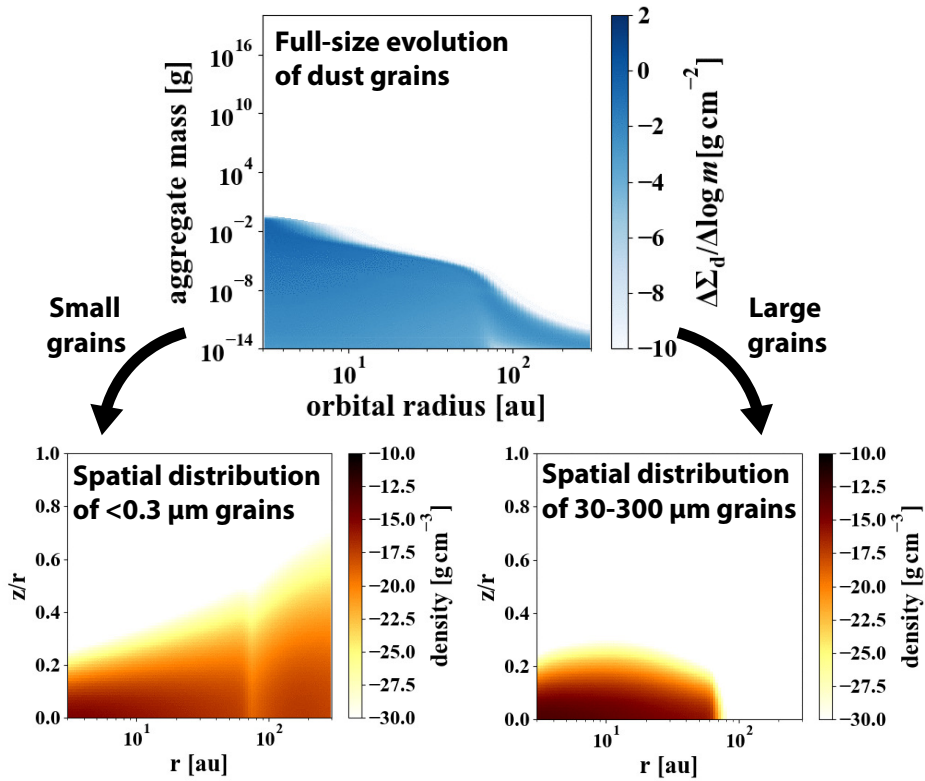 Full-size evolution
of dust grains
aggregate mass [g]
10^16
10^10
10^4
10^−2
10^−8
10^−14
10^1
10^2
orbital radius [au]
2
0
−2
−4
−6
−8
−10
ΔΣ_d/Δlog m[g cm^−2]
Small
grains
Large
grains
Spatial distribution
of <0.3 μm grains
z/r
1.0
0.8
0.6
0.4
0.2
0.0
10^1
10^2
r [au]
−10.0
−12.5
−15.0
−17.5
−20.0
−22.5
−25.0
−27.5
−30.0
density [g cm^−3]
Spatial distribution
of 30-300 μm grains
z/r
1.0
0.8
0.6
0.4
0.2
0.0
10^1
10^2
r [au]
−10.0
−12.5
−15.0
−17.5
−20.0
−22.5
−25.0
−27.5
−30.0
density [g cm^−3]